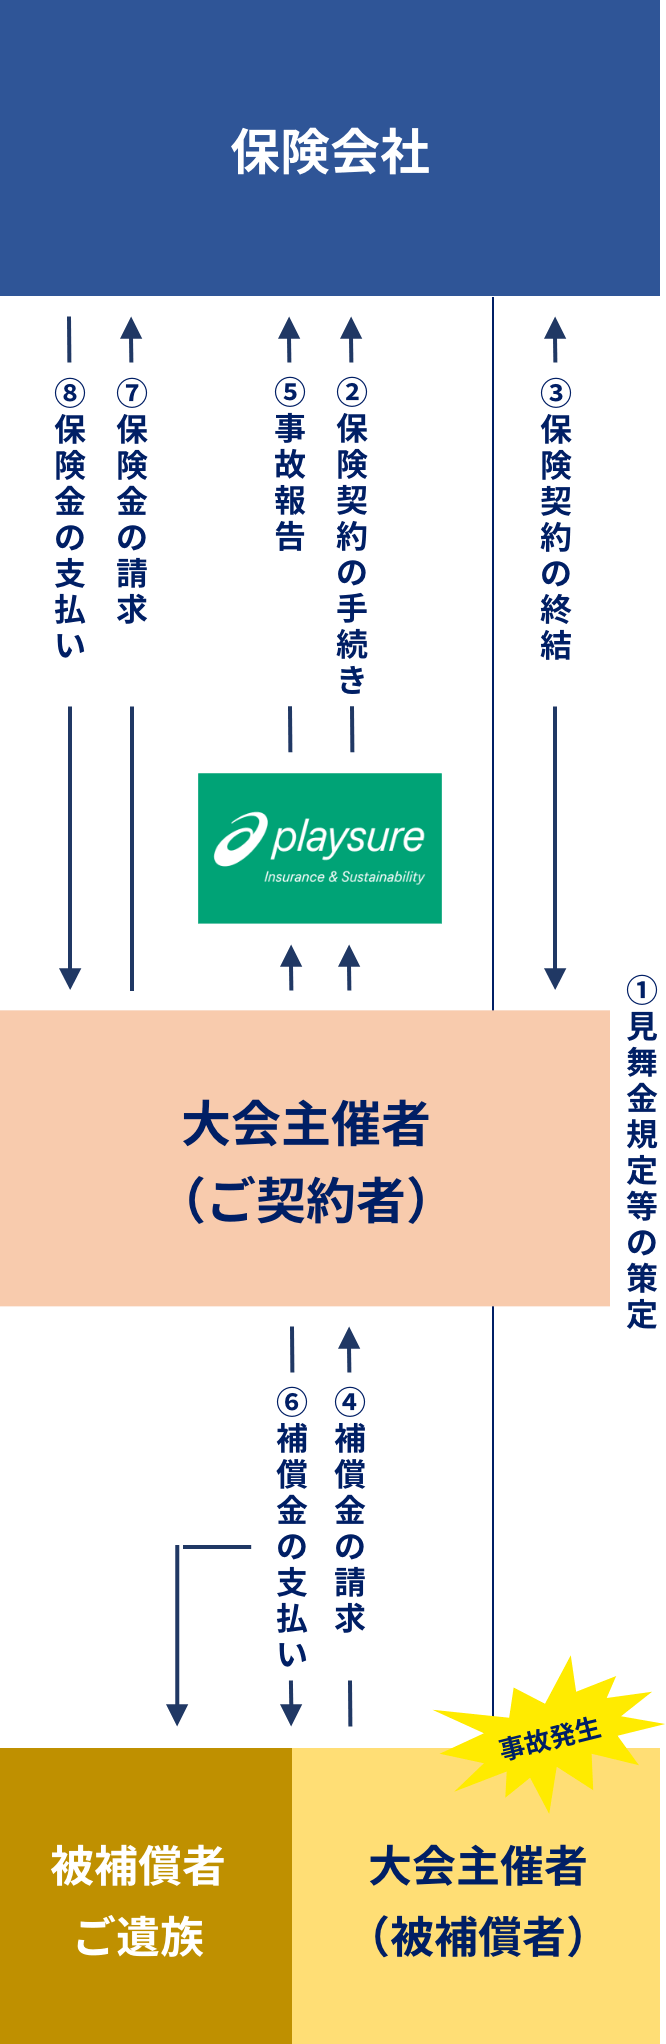 保険会社
⑧保険金の支払い
⑦保険金の請求
⑤事故報告
②保険契約の手続き
③保険契約の終結
playsure
Insurance & Sustainability
①見舞金規定等の策定
大会主催者
（ご契約者）
⑥補償金の支払い
④補償金の請求
事故発生
被補償者
ご遺族
大会主催者
（被補償者）